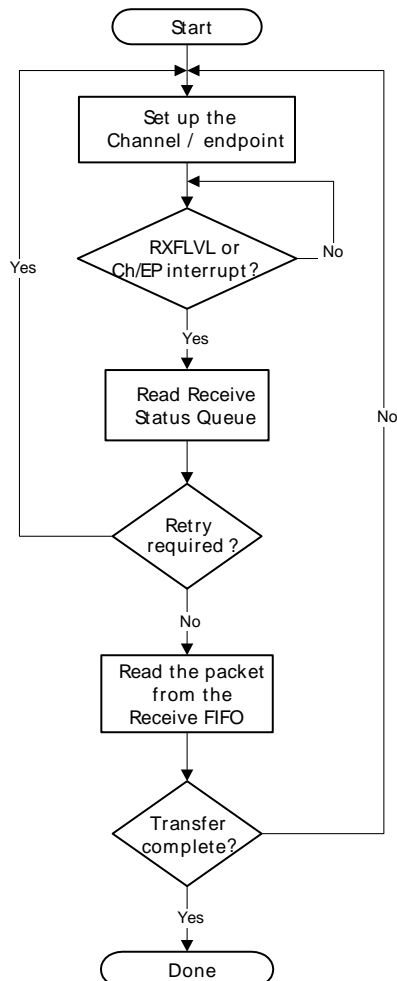 Start
Set up the
Channel / endpoint
RXFLVL or
Ch/EP interrupt?
No
Yes
Yes
Read Receive
Status Queue
No
Retry
required ?
No
Read the packet
from the
Receive FIFO
Transfer
complete?
Yes
Done